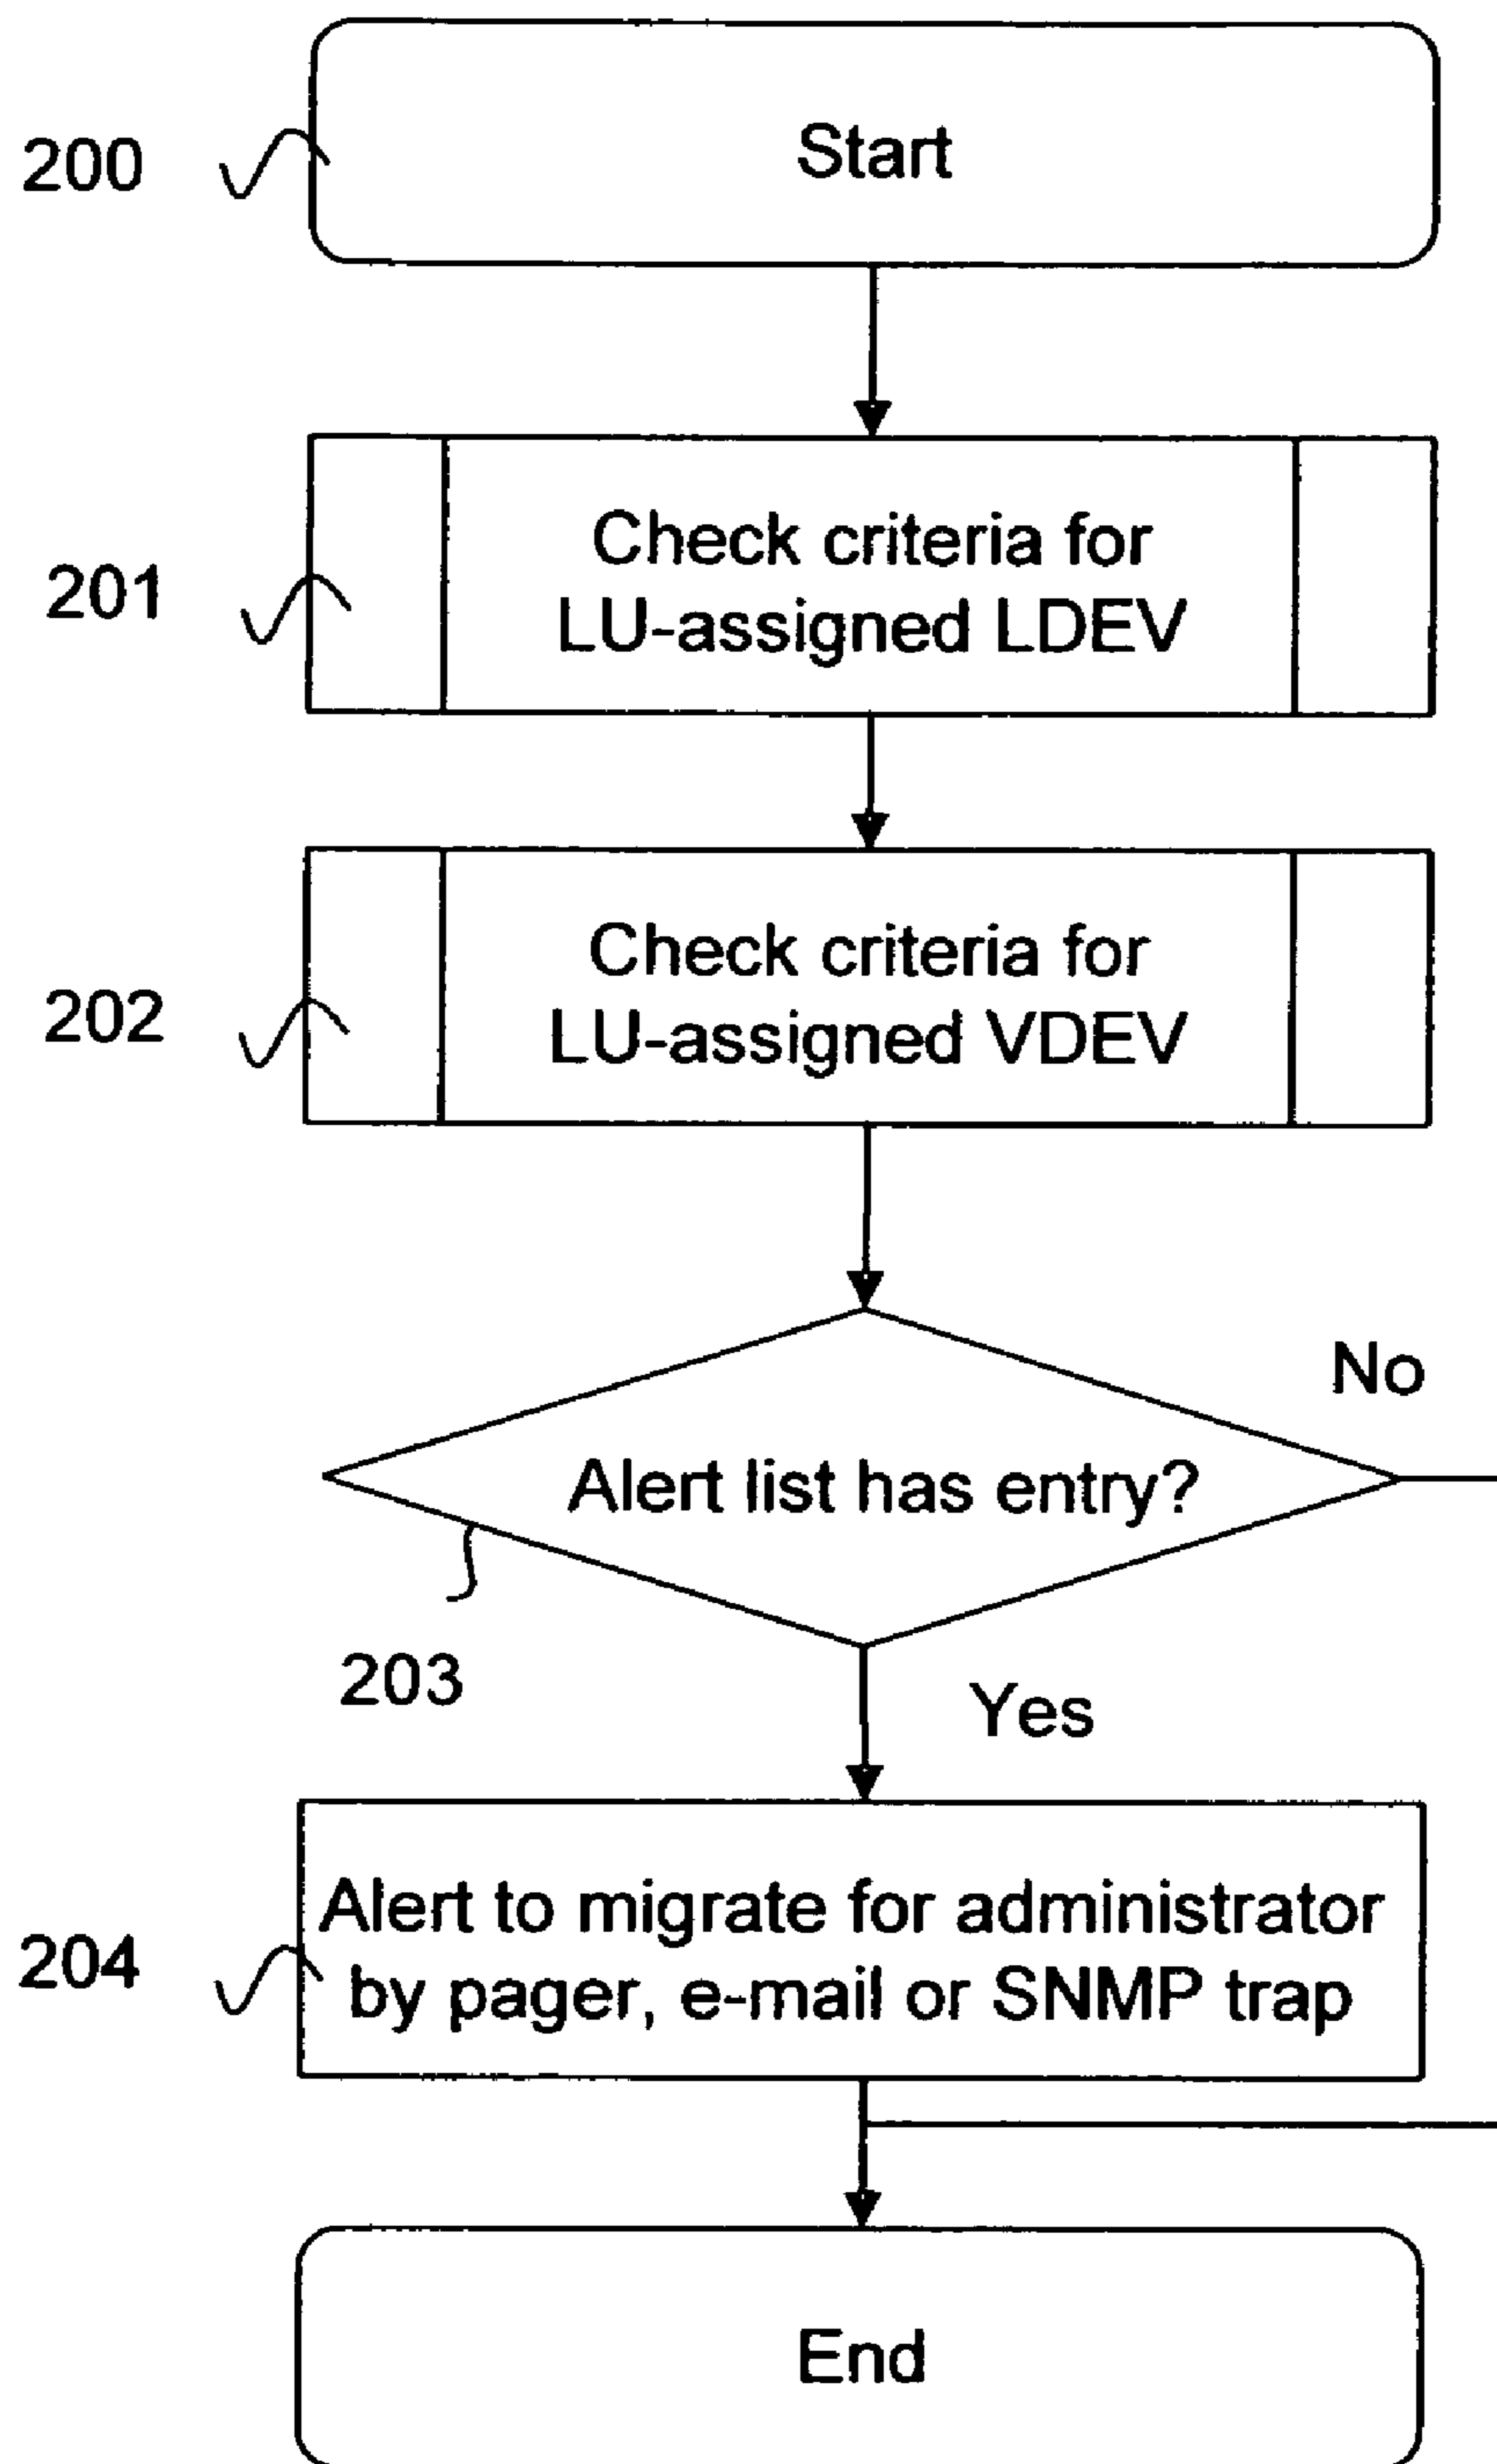 200
Start
201
Check criteria for
LU-assigned LDEV
202
Check criteria for
LU-assigned VDEV
No
Alert list has entry?
203
Yes
204
Alert to migrate for administrator
by pager, e-mail or SNMP trap
End